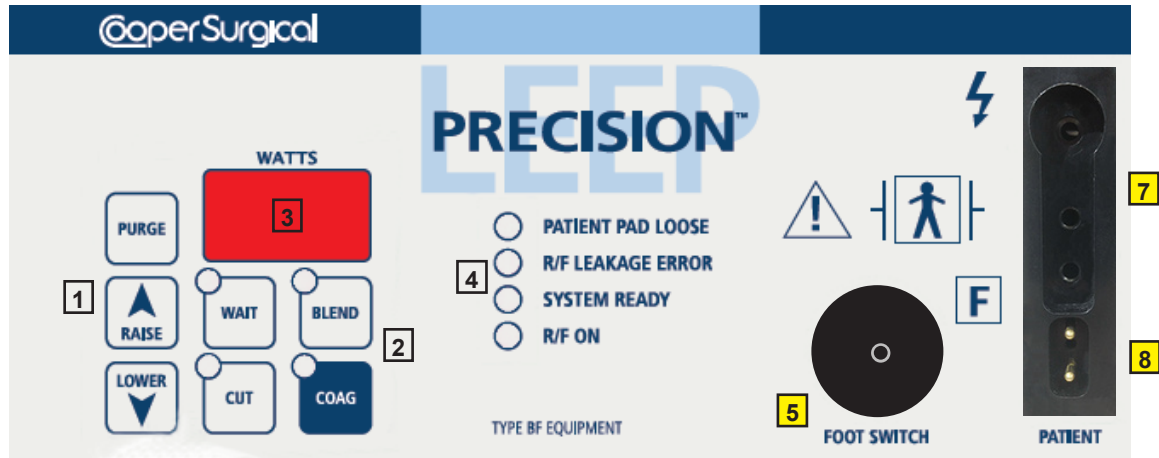 CooperSurgical
LEEP
PRECISION™
WATTS
3
PURGE
1
RAISE
WAIT
BLEND
2
LOWER
CUT
COAG
PATIENT PAD LOOSE
4
R/F LEAKAGE ERROR
SYSTEM READY
R/F ON
TYPE BF EQUIPMENT
!
F
5
FOOT SWITCH
7
8
PATIENT